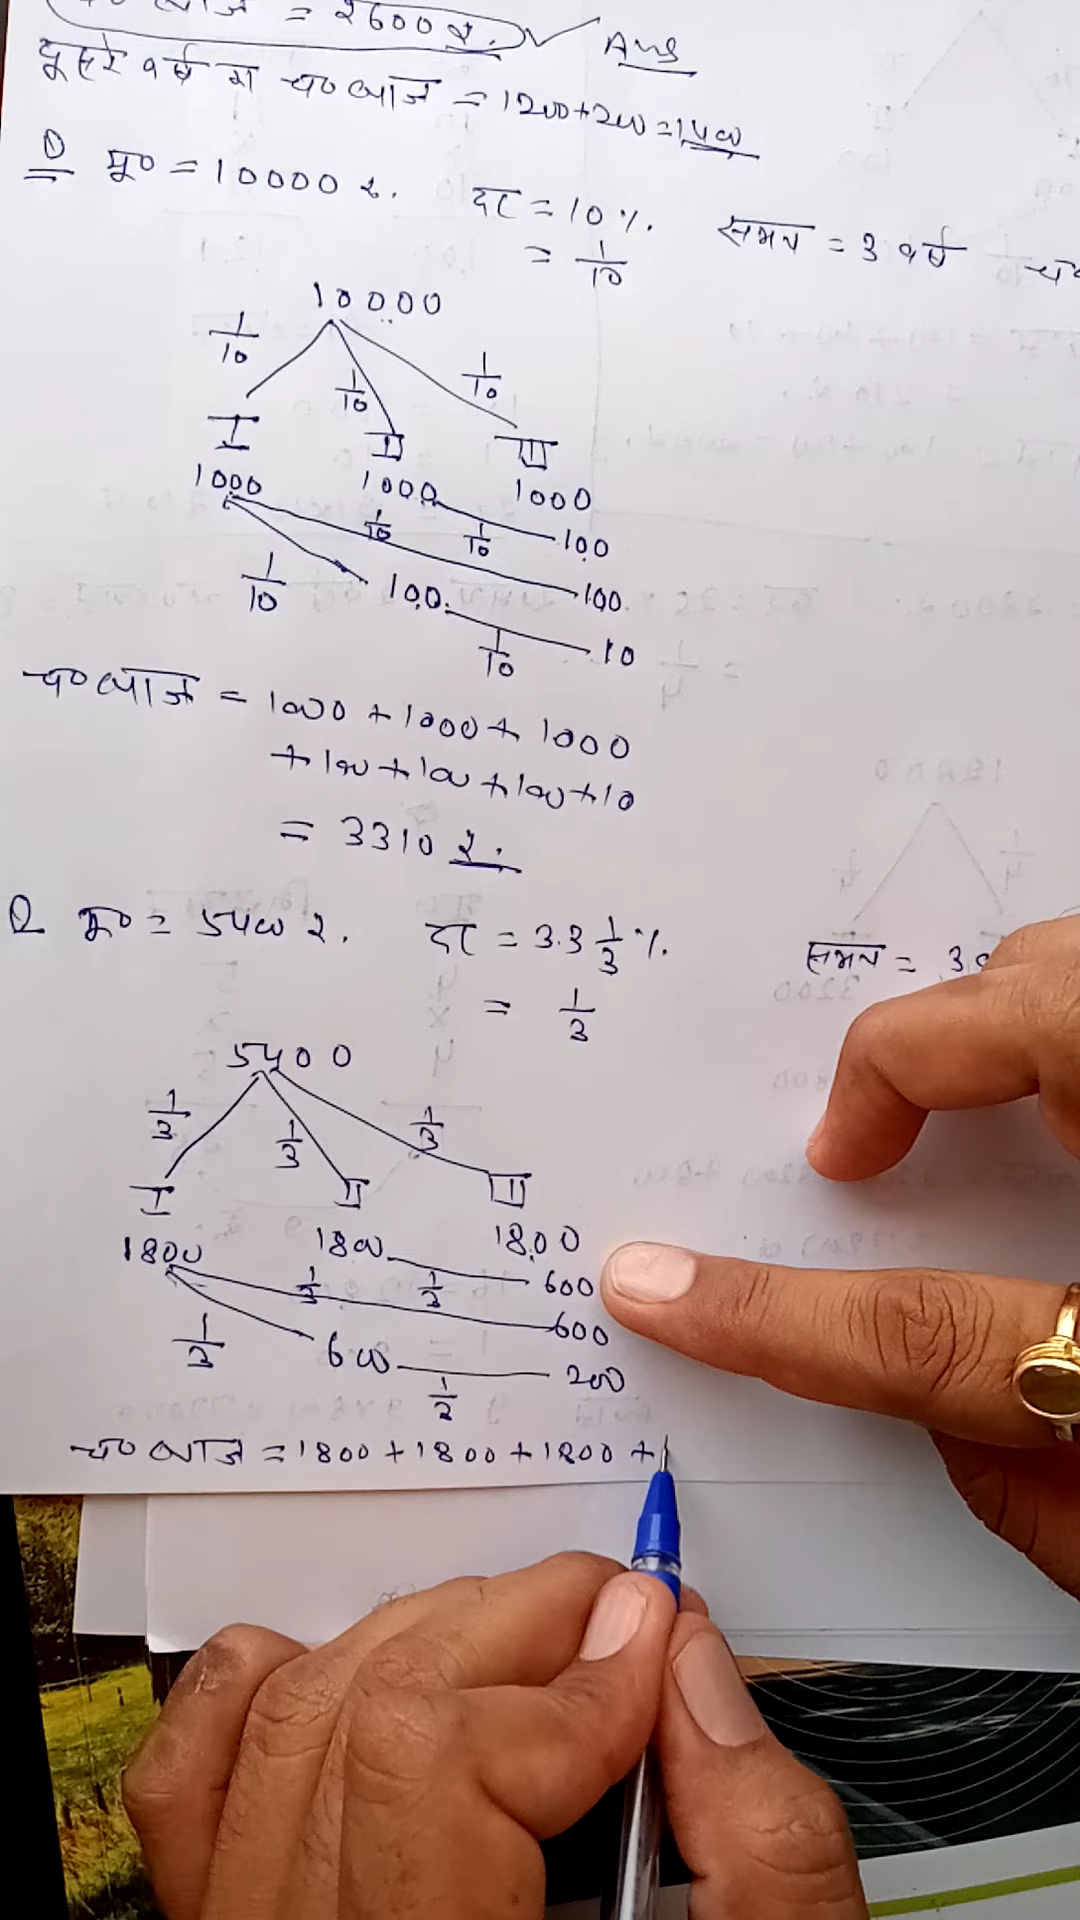 च० ब्याज = 2600 रु. ✓ Ans
दूसरे वर्ष का च० ब्याज = 1200+200=1400
Q मू० = 10000 रु. दर = 10 %. समय = 3 वर्ष
= 1/10
10000
1/10 1/10 1/10
I II III
1000 1000 1000
1/10 1/10 100
1/10 100 100
1/10 10
च० ब्याज = 1000 + 1000 + 1000
+ 100 + 100 + 100 + 10
= 3310 रु.
Q मू० = 5400 रु. दर = 33 1/3 %. समय = 3
= 1/3
5400
1/3 1/3 1/3
I II III
1800 1800 1800
1/3 1/3 600
1/3 600
600 1/3 200
च० ब्याज = 1800 + 1800 + 1800 +